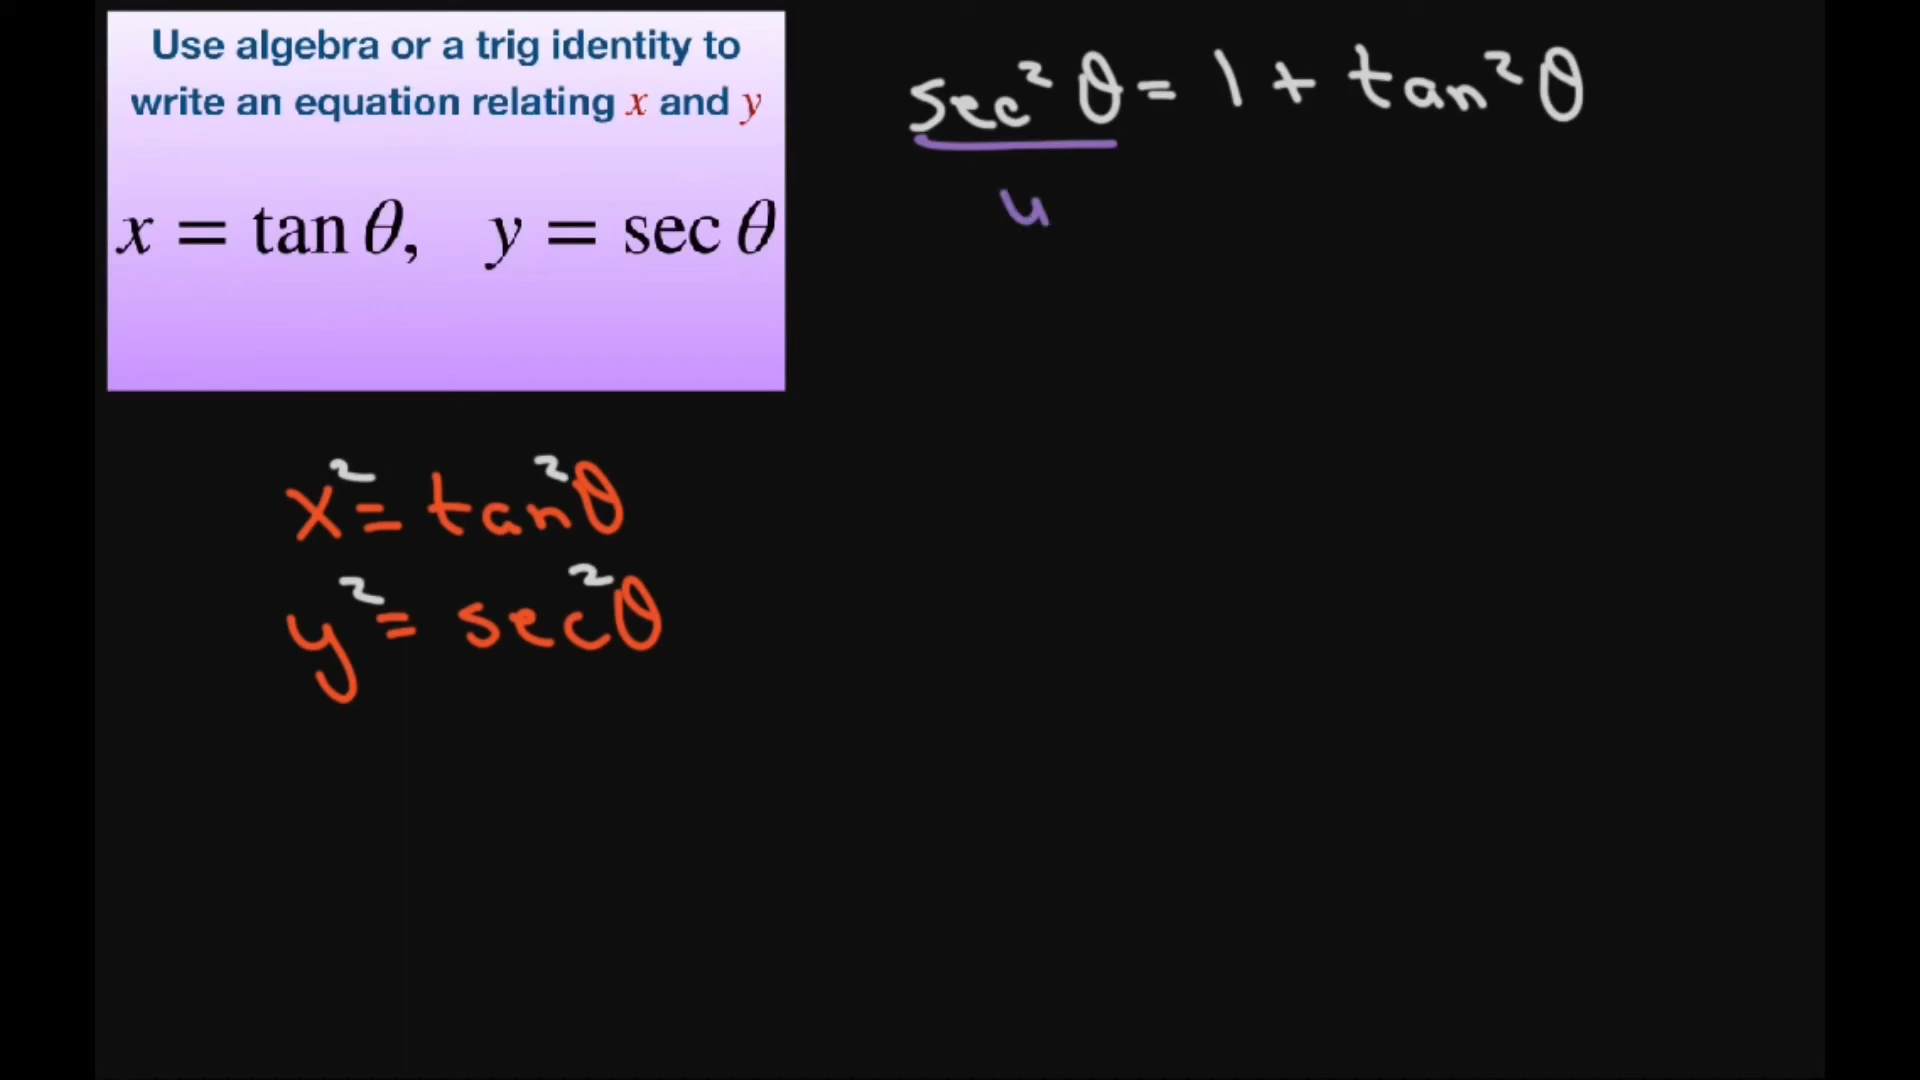 Use algebra or a trig identity to
write an equation relating x and y
x = tan θ, y = sec θ
sec² θ = 1 + tan² θ
x² = tan² θ
y² = sec² θ